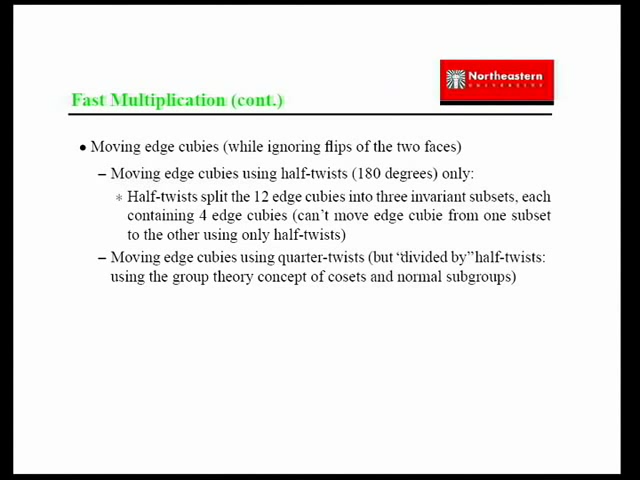 Northeastern
UNIVERSITY
Fast Multiplication (cont.)
• Moving edge cubies (while ignoring flips of the two faces)
– Moving edge cubies using half-twists (180 degrees) only:
* Half-twists split the 12 edge cubies into three invariant subsets, each
containing 4 edge cubies (can't move edge cubie from one subset
to the other using only half-twists)
– Moving edge cubies using quarter-twists (but "divided by" half-twists:
using the group theory concept of cosets and normal subgroups)